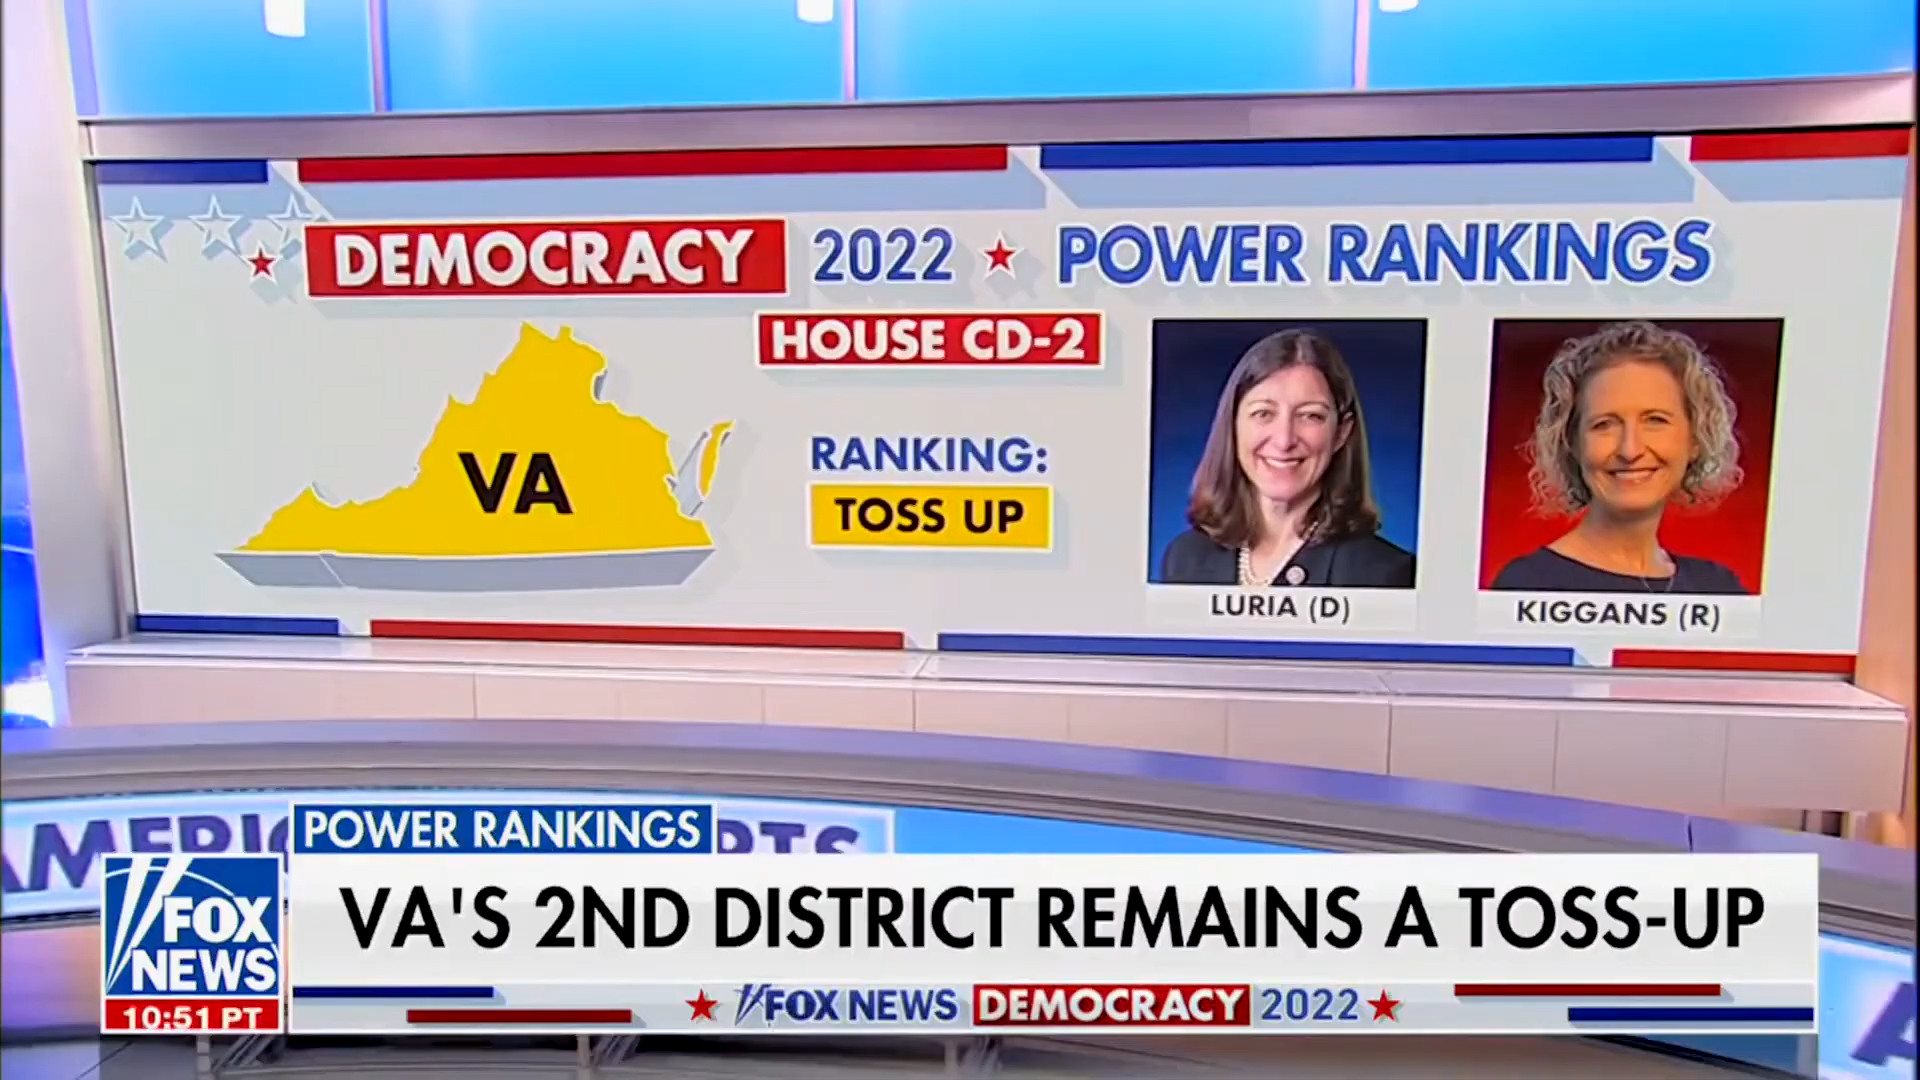 DEMOCRACY 2022 POWER RANKINGS
HOUSE CD-2
VA
RANKING:
TOSS UP
LURIA (D)
KIGGANS (R)
POWER RANKINGS
VA'S 2ND DISTRICT REMAINS A TOSS-UP
FOX
NEWS
10:51 PT
FOX NEWS DEMOCRACY 2022